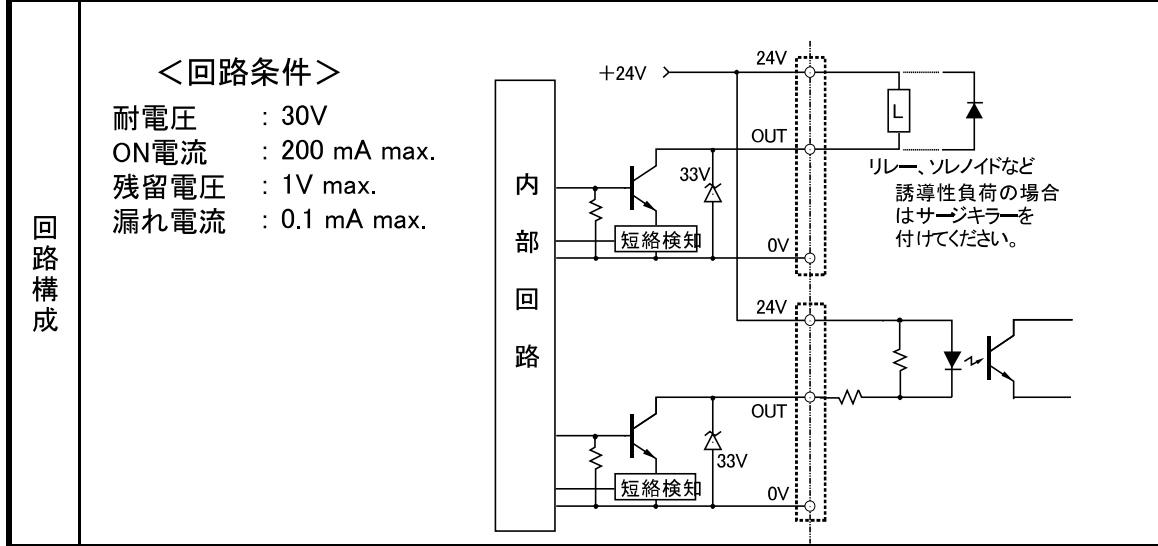 回路構成
＜回路条件＞
耐電圧 : 30V
ON電流 : 200 mA max.
残留電圧 : 1V max.
漏れ電流 : 0.1 mA max.
内部回路
＋24V
24V
OUT
33V
短絡検知
0V
L
リレー、ソレノイドなど
誘導性負荷の場合
はサージキラーを
付けてください。
24V
OUT
33V
短絡検知
0V